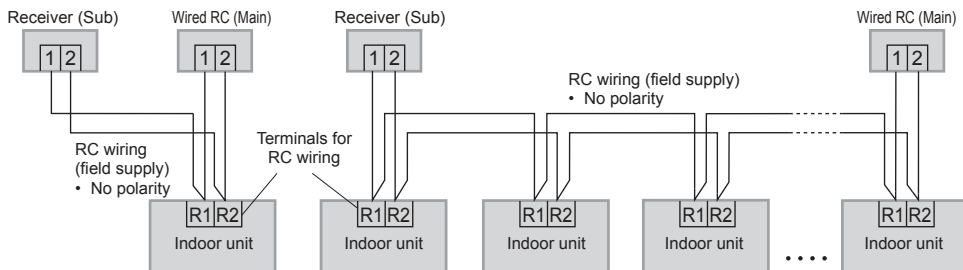 Receiver (Sub)
Wired RC (Main)
Receiver (Sub)
Wired RC (Main)
1 2
1 2
1 2
1 2
RC wiring (field supply)
• No polarity
RC wiring
(field supply)
• No polarity
Terminals for
RC wiring
R1 R2
R1 R2
R1 R2
R1 R2
R1 R2
Indoor unit
Indoor unit
Indoor unit
Indoor unit
Indoor unit